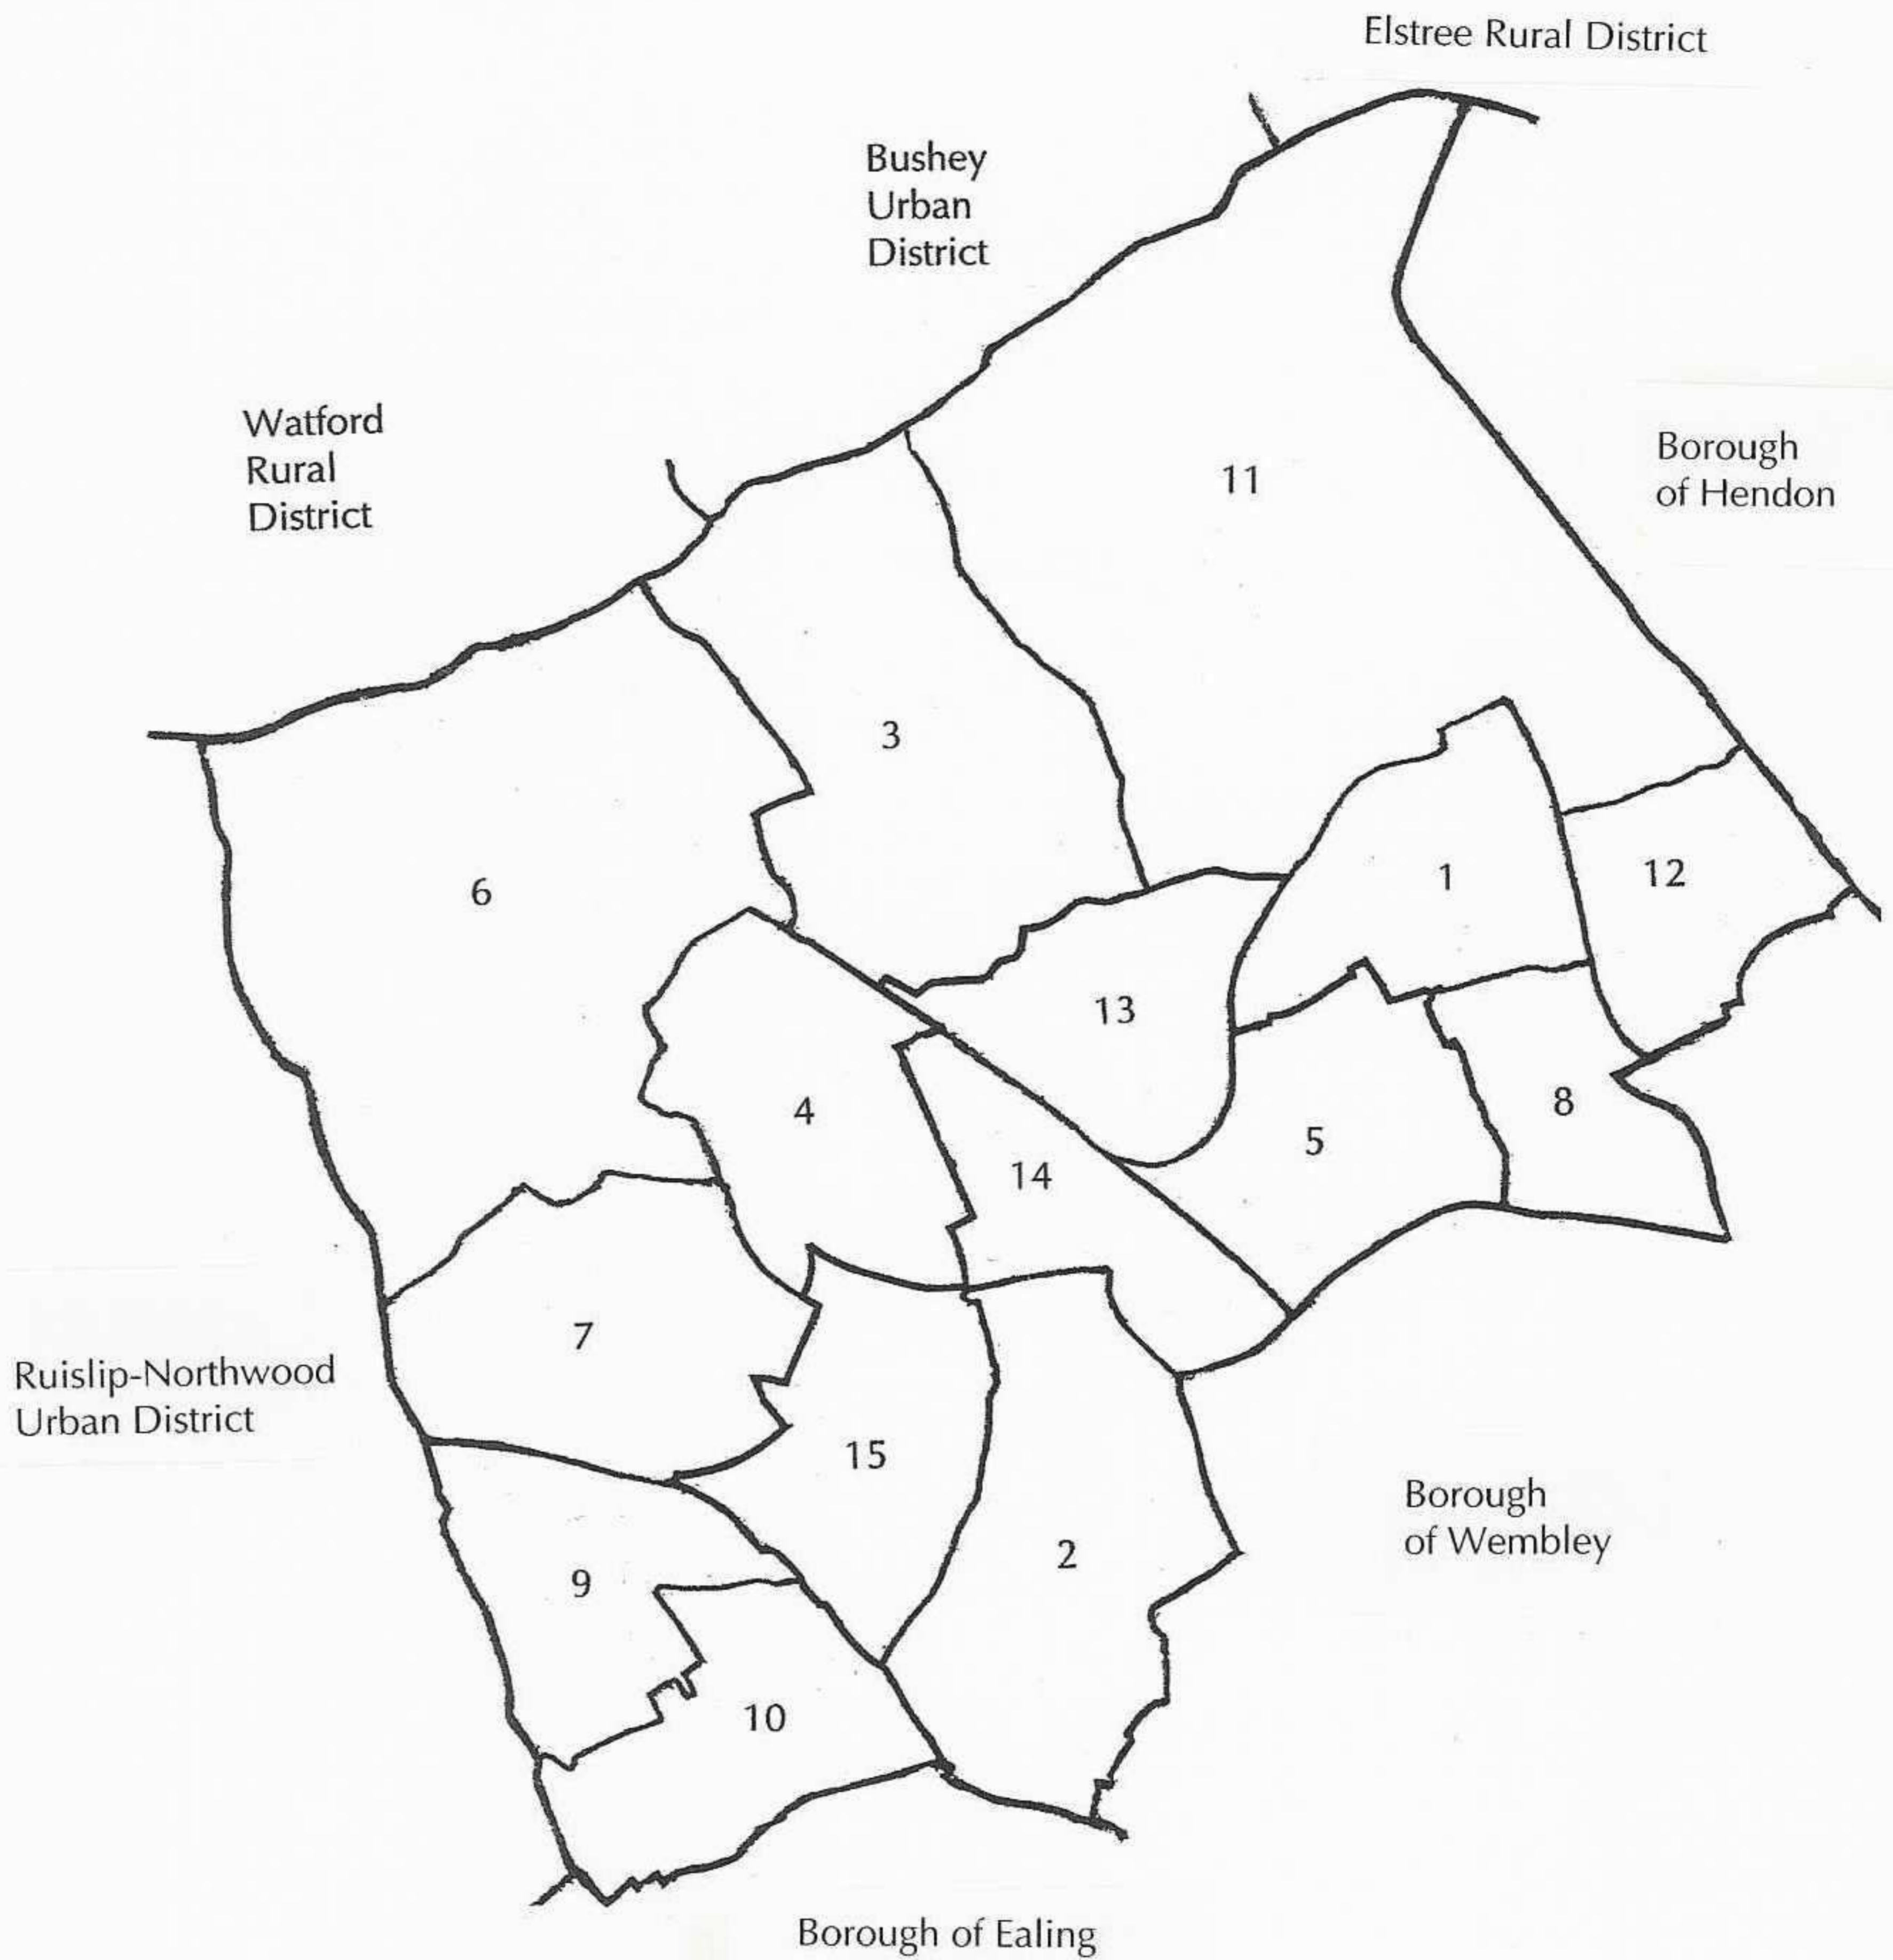 Elstree Rural District
Bushey
Urban
District
Watford
Rural
District
Borough
of Hendon
11
3
6
1
12
13
4
14
5
8
7
Ruislip-Northwood
Urban District
15
9
2
Borough
of Wembley
10
Borough of Ealing